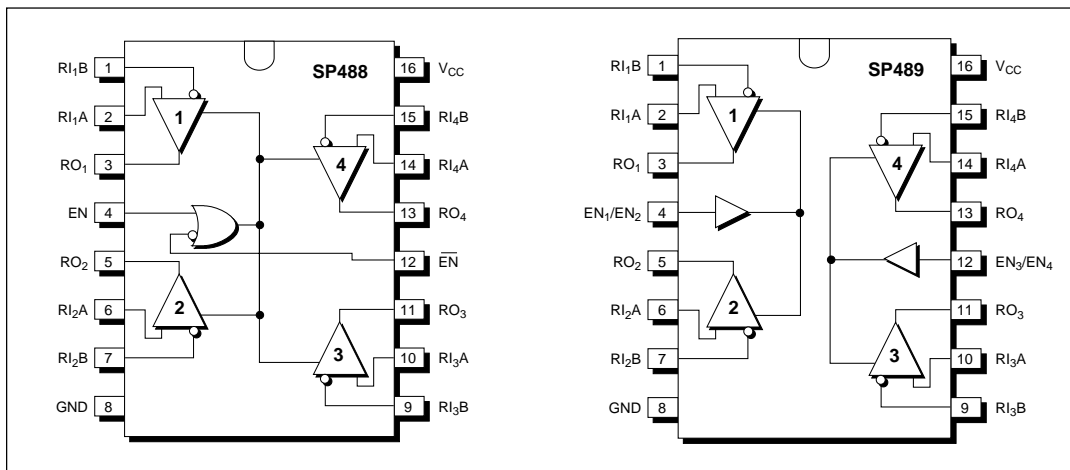 SP488
RI₁B 1
RI₁A 2
RO₁ 3
EN 4
RO₂ 5
RI₂A 6
RI₂B 7
GND 8
16 V_CC
15 RI₄B
14 RI₄A
13 RO₄
12 E̅N̅
11 RO₃
10 RI₃A
9 RI₃B
1
4
2
3
SP489
RI₁B 1
RI₁A 2
RO₁ 3
EN₁/EN₂ 4
RO₂ 5
RI₂A 6
RI₂B 7
GND 8
16 V_CC
15 RI₄B
14 RI₄A
13 RO₄
12 EN₃/EN₄
11 RO₃
10 RI₃A
9 RI₃B
1
4
2
3